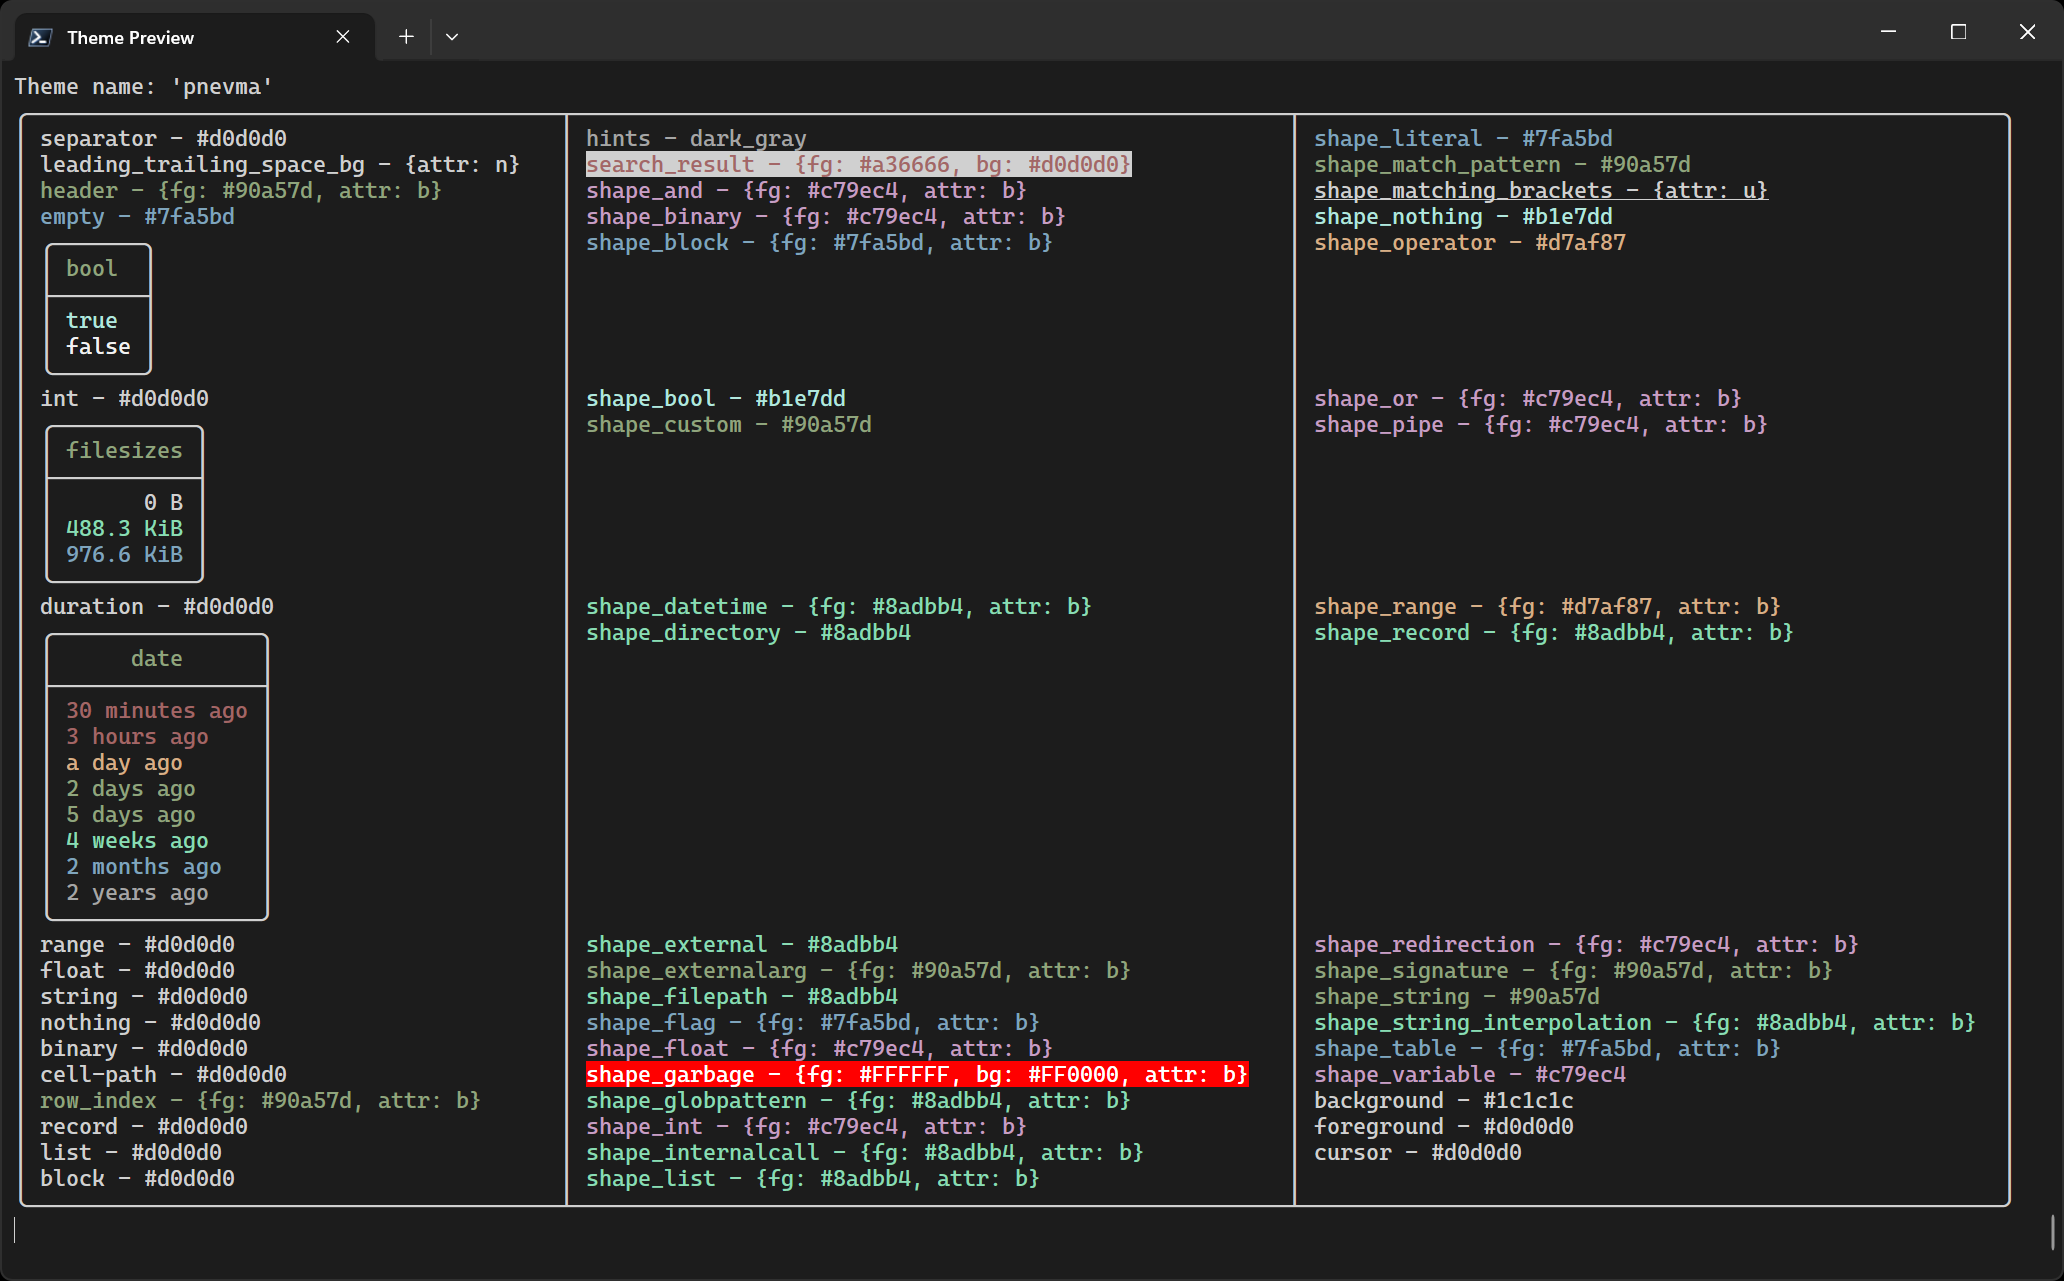 Theme Preview
Theme name: 'pnevma'
separator - #d0d0d0
leading_trailing_space_bg - {attr: n}
header - {fg: #90a57d, attr: b}
empty - #7fa5bd
bool
true
false
int - #d0d0d0
filesizes
0 B
488.3 KiB
976.6 KiB
duration - #d0d0d0
date
30 minutes ago
3 hours ago
a day ago
2 days ago
5 days ago
4 weeks ago
2 months ago
2 years ago
range - #d0d0d0
float - #d0d0d0
string - #d0d0d0
nothing - #d0d0d0
binary - #d0d0d0
cell-path - #d0d0d0
row_index - {fg: #90a57d, attr: b}
record - #d0d0d0
list - #d0d0d0
block - #d0d0d0
hints - dark_gray
search_result - {fg: #a36666, bg: #d0d0d0}
shape_and - {fg: #c79ec4, attr: b}
shape_binary - {fg: #c79ec4, attr: b}
shape_block - {fg: #7fa5bd, attr: b}
shape_bool - #b1e7dd
shape_custom - #90a57d
shape_datetime - {fg: #8adbb4, attr: b}
shape_directory - #8adbb4
shape_external - #8adbb4
shape_externalarg - {fg: #90a57d, attr: b}
shape_filepath - #8adbb4
shape_flag - {fg: #7fa5bd, attr: b}
shape_float - {fg: #c79ec4, attr: b}
shape_garbage - {fg: #FFFFFF, bg: #FF0000, attr: b}
shape_globpattern - {fg: #8adbb4, attr: b}
shape_int - {fg: #c79ec4, attr: b}
shape_internalcall - {fg: #8adbb4, attr: b}
shape_list - {fg: #8adbb4, attr: b}
shape_literal - #7fa5bd
shape_match_pattern - #90a57d
shape_matching_brackets - {attr: u}
shape_nothing - #b1e7dd
shape_operator - #d7af87
shape_or - {fg: #c79ec4, attr: b}
shape_pipe - {fg: #c79ec4, attr: b}
shape_range - {fg: #d7af87, attr: b}
shape_record - {fg: #8adbb4, attr: b}
shape_redirection - {fg: #c79ec4, attr: b}
shape_signature - {fg: #90a57d, attr: b}
shape_string - #90a57d
shape_string_interpolation - {fg: #8adbb4, attr: b}
shape_table - {fg: #7fa5bd, attr: b}
shape_variable - #c79ec4
background - #1c1c1c
foreground - #d0d0d0
cursor - #d0d0d0